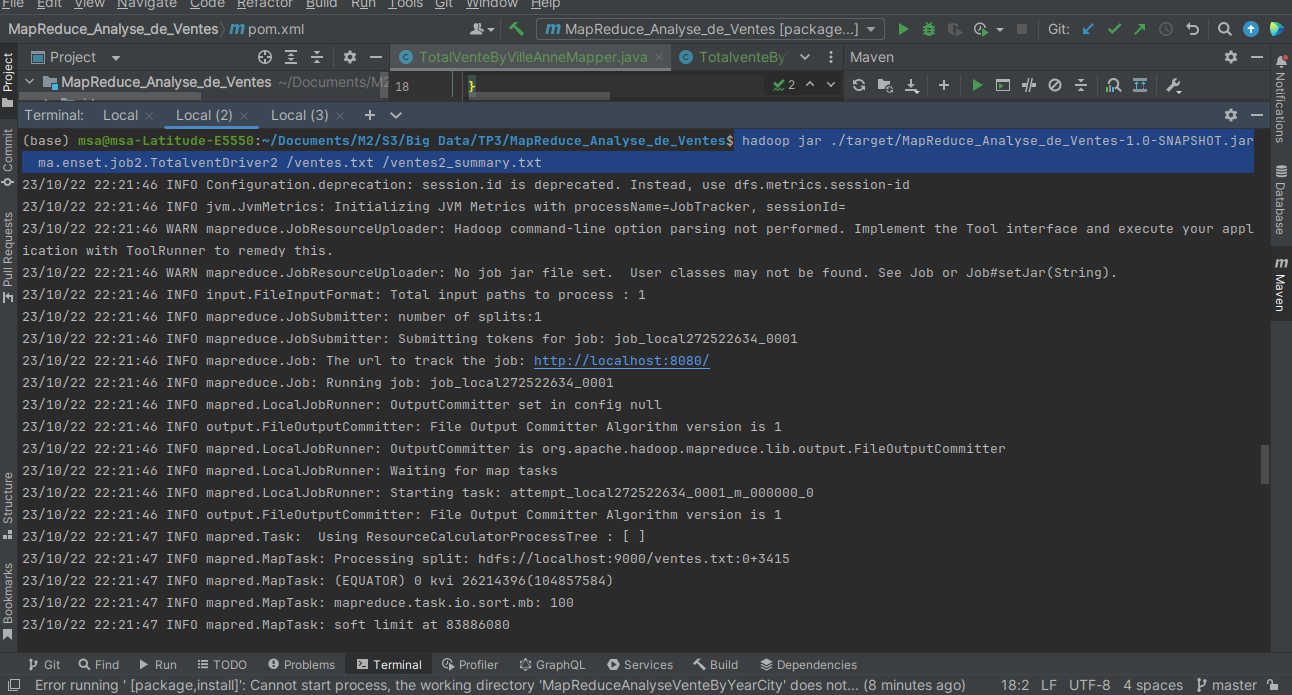 File Edit View Navigate Code Refactor Build Run Tools Git Window Help
MapReduce_Analyse_de_Ventes m pom.xml
m MapReduce_Analyse_de_Ventes [package...]
Git:
Project
TotalVenteByVilleAnneMapper.java
TotalventeBy
Maven
MapReduce_Analyse_de_Ventes ~/Documents/M2
18 }
2
Terminal: Local Local (2) Local (3)
(base) msa@msa-Latitude-E5550:~/Documents/M2/S3/Big Data/TP3/MapReduce_Analyse_de_Ventes$ hadoop jar ./target/MapReduce_Analyse_de_Ventes-1.0-SNAPSHOT.jar
ma.enset.job2.TotalventDriver2 /ventes.txt /ventes2_summary.txt
23/10/22 22:21:46 INFO Configuration.deprecation: session.id is deprecated. Instead, use dfs.metrics.session-id
23/10/22 22:21:46 INFO jvm.JvmMetrics: Initializing JVM Metrics with processName=JobTracker, sessionId=
23/10/22 22:21:46 WARN mapreduce.JobResourceUploader: Hadoop command-line option parsing not performed. Implement the Tool interface and execute your appl
ication with ToolRunner to remedy this.
23/10/22 22:21:46 WARN mapreduce.JobResourceUploader: No job jar file set.  User classes may not be found. See Job or Job#setJar(String).
23/10/22 22:21:46 INFO input.FileInputFormat: Total input paths to process : 1
23/10/22 22:21:46 INFO mapreduce.JobSubmitter: number of splits:1
23/10/22 22:21:46 INFO mapreduce.JobSubmitter: Submitting tokens for job: job_local272522634_0001
23/10/22 22:21:46 INFO mapreduce.Job: The url to track the job: http://localhost:8080/
23/10/22 22:21:46 INFO mapreduce.Job: Running job: job_local272522634_0001
23/10/22 22:21:46 INFO mapred.LocalJobRunner: OutputCommitter set in config null
23/10/22 22:21:46 INFO output.FileOutputCommitter: File Output Committer Algorithm version is 1
23/10/22 22:21:46 INFO mapred.LocalJobRunner: OutputCommitter is org.apache.hadoop.mapreduce.lib.output.FileOutputCommitter
23/10/22 22:21:46 INFO mapred.LocalJobRunner: Waiting for map tasks
23/10/22 22:21:46 INFO mapred.LocalJobRunner: Starting task: attempt_local272522634_0001_m_000000_0
23/10/22 22:21:46 INFO output.FileOutputCommitter: File Output Committer Algorithm version is 1
23/10/22 22:21:47 INFO mapred.Task:  Using ResourceCalculatorProcessTree : [ ]
23/10/22 22:21:47 INFO mapred.MapTask: Processing split: hdfs://localhost:9000/ventes.txt:0+3415
23/10/22 22:21:47 INFO mapred.MapTask: (EQUATOR) 0 kvi 26214396(104857584)
23/10/22 22:21:47 INFO mapred.MapTask: mapreduce.task.io.sort.mb: 100
23/10/22 22:21:47 INFO mapred.MapTask: soft limit at 83886080
Project
Commit
Pull Requests
Structure
Bookmarks
Notifications
Database
m Maven
Git Find Run TODO Problems Terminal Profiler GraphQL Services Build Dependencies
Error running ' [package,install]': Cannot start process, the working directory 'MapReduceAnalyseVenteByYearCity' does not... (8 minutes ago) 18:2 LF UTF-8 4 spaces master